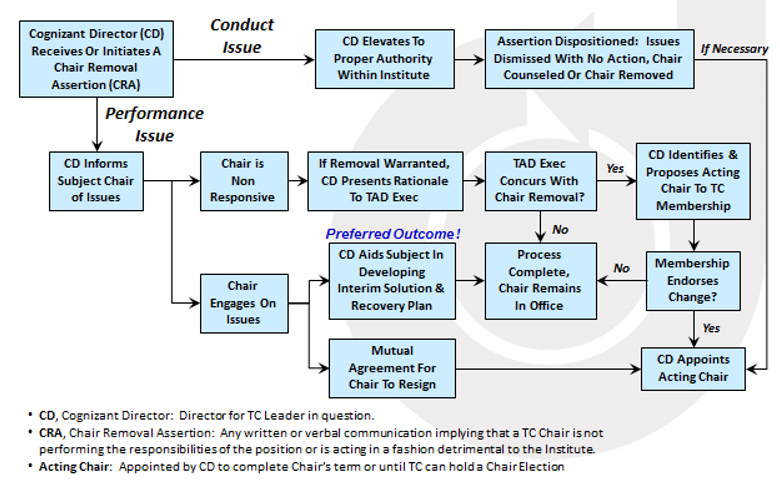 Cognizant Director (CD)
Receives Or Initiates A
Chair Removal
Assertion (CRA)
Conduct
Issue
CD Elevates To
Proper Authority
Within Institute
Assertion Dispositioned:  Issues
Dismissed With No Action, Chair
Counseled Or Chair Removed
If Necessary
Performance
Issue
CD Informs
Subject Chair
of Issues
Chair is
Non
Responsive
If Removal Warranted,
CD Presents Rationale
To TAD Exec
TAD Exec
Concurs With
Chair Removal?
Yes
CD Identifies &
Proposes Acting
Chair To TC
Membership
Preferred Outcome!
No
Chair
Engages On
Issues
CD Aids Subject In
Developing
Interim Solution &
Recovery Plan
Process
Complete,
Chair Remains
In Office
No
Membership
Endorses
Change?
Yes
Mutual
Agreement For
Chair To Resign
CD Appoints
Acting Chair
• CD, Cognizant Director:  Director for TC Leader in question.
• CRA, Chair Removal Assertion:  Any written or verbal communication implying that a TC Chair is not
performing the responsibilities of the position or is acting in a fashion detrimental to the Institute.
• Acting Chair:  Appointed by CD to complete Chair's term or until TC can hold a Chair Election